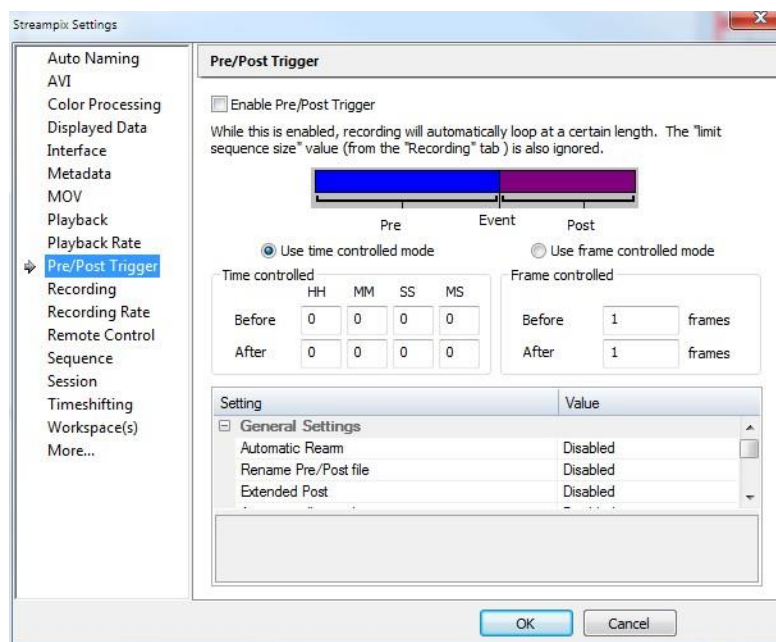 Streampix Settings
Auto Naming
AVI
Color Processing
Displayed Data
Interface
Metadata
MOV
Playback
Playback Rate
Pre/Post Trigger
Recording
Recording Rate
Remote Control
Sequence
Session
Timeshifting
Workspace(s)
More...
Pre/Post Trigger
Enable Pre/Post Trigger
While this is enabled, recording will automatically loop at a certain length. The "limit
sequence size" value (from the "Recording" tab ) is also ignored.
Pre Event Post
Use time controlled mode Use frame controlled mode
Time controlled
HH MM SS MS
Before 0 0 0 0
After 0 0 0 0
Frame controlled
Before 1 frames
After 1 frames
Setting Value
General Settings
Automatic Rearm Disabled
Rename Pre/Post file Disabled
Extended Post Disabled
OK Cancel